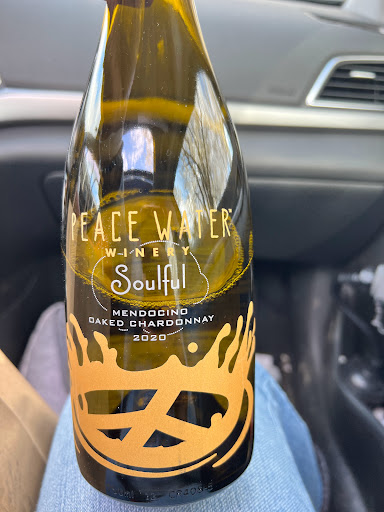 PEACE WATER
WINERY
Soulful
MENDOCINO
OAKED CHARDONNAY
2020